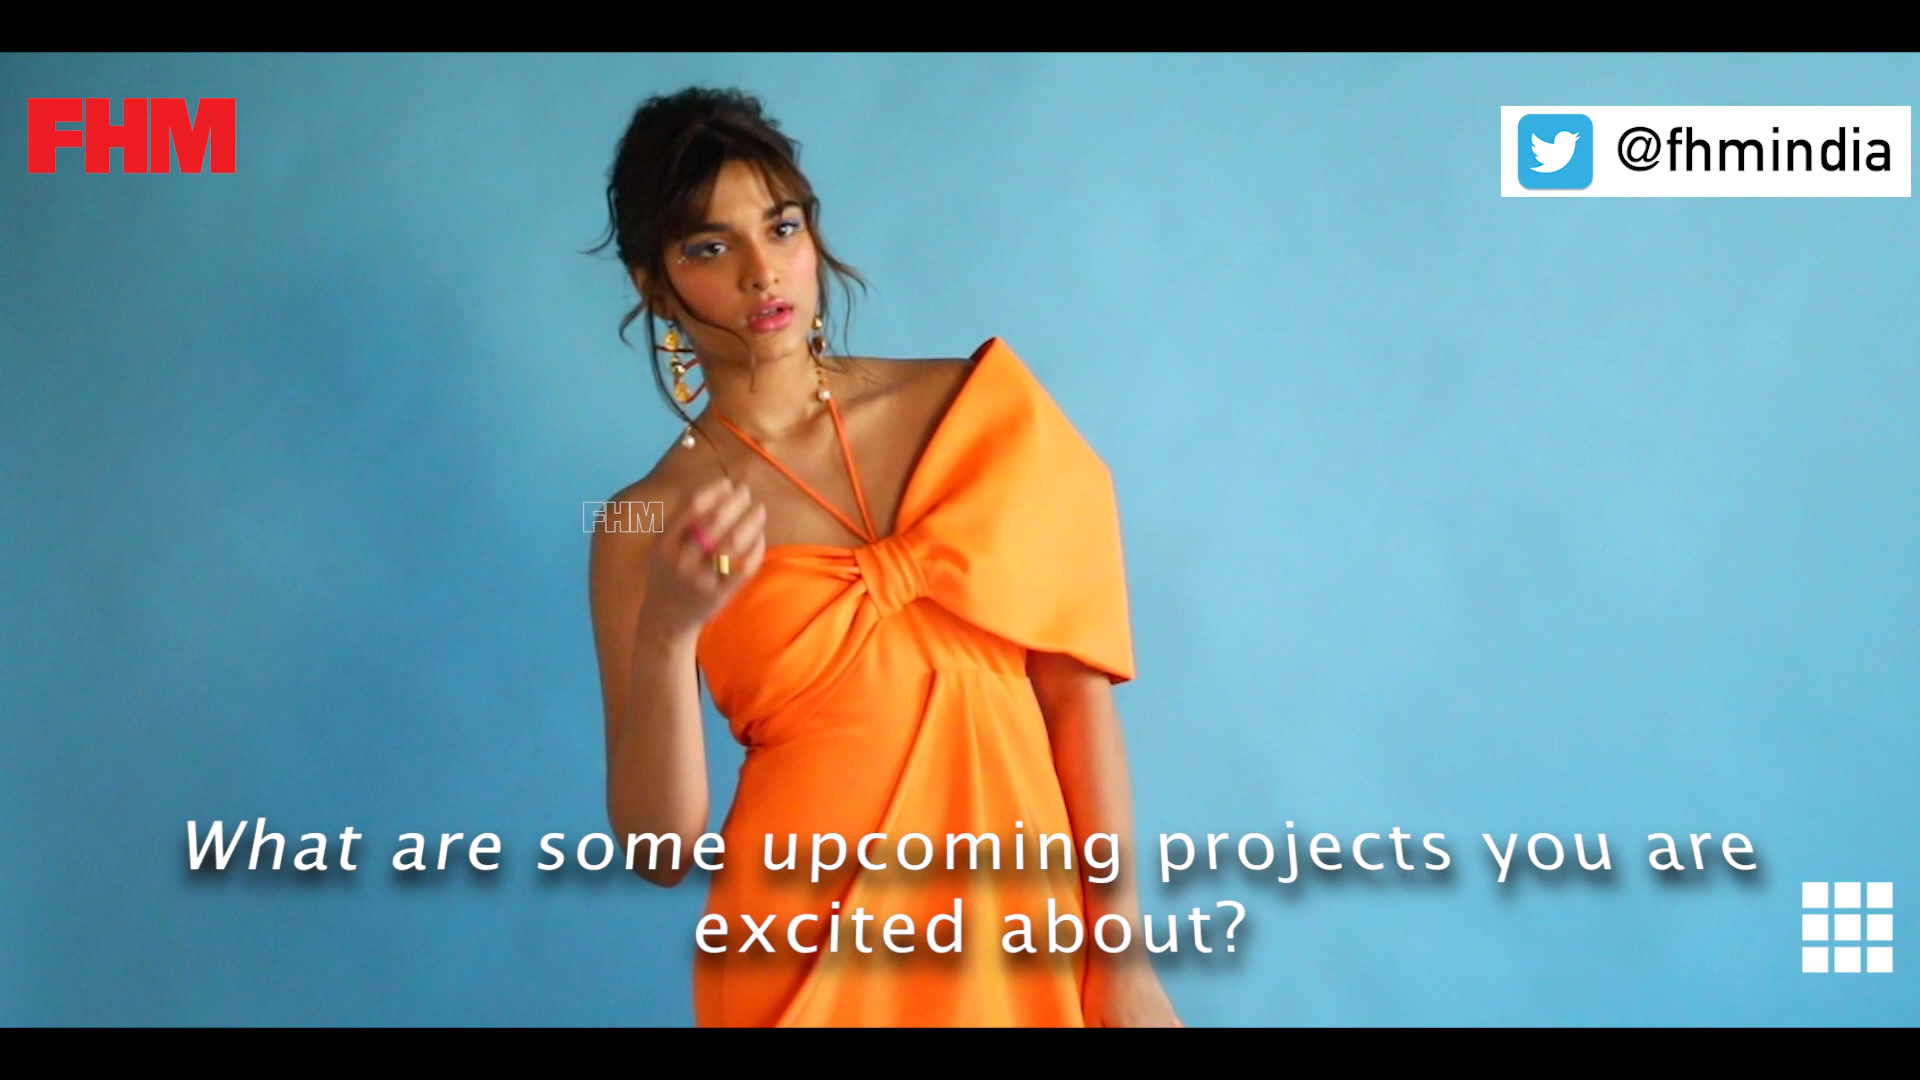 FHM
@fhmindia
FHM
What are some upcoming projects you are
excited about?